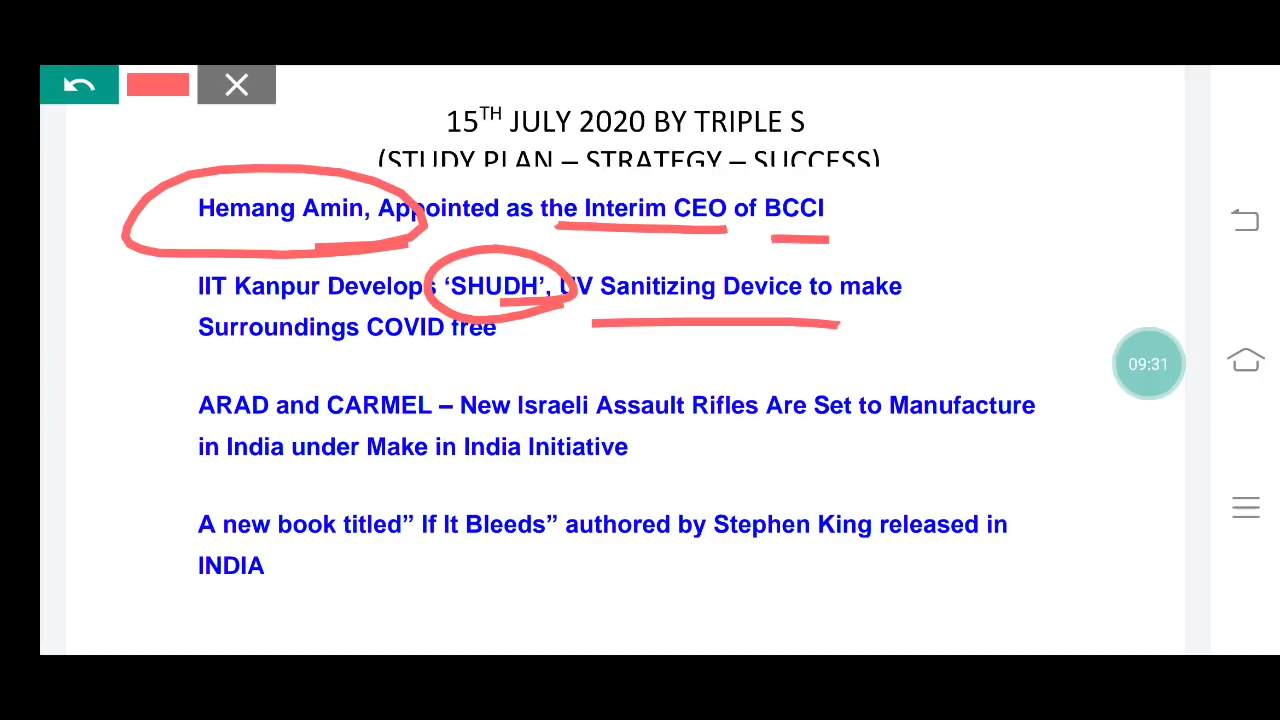 15TH JULY 2020 BY TRIPLE S
(STUDY PLAN – STRATEGY – SUCCESS)
Hemang Amin, Appointed as the Interim CEO of BCCI
IIT Kanpur Develops ‘SHUDH’, UV Sanitizing Device to make
Surroundings COVID free
09:31
ARAD and CARMEL – New Israeli Assault Rifles Are Set to Manufacture
in India under Make in India Initiative
A new book titled” If It Bleeds” authored by Stephen King released in
INDIA